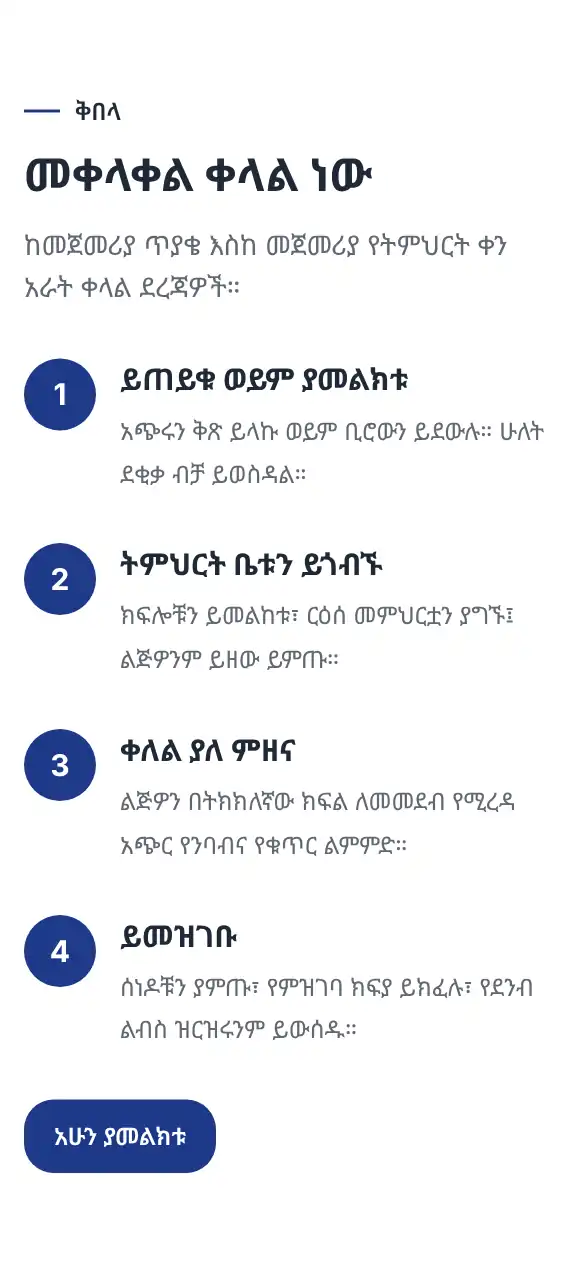 ቅበላ
መቀላቀል ቀላል ነው
ከመጀመሪያ ጥያቄ እስከ መጀመሪያ የትምህርት ቀን
አራት ቀላል ደረጃዎች።
1
ይጠይቁ ወይም ያመልክቱ
አጭሩን ቅጽ ይላኩ ወይም ቢሮውን ይደውሉ። ሁለት
ደቂቃ ብቻ ይወስዳል።
2
ትምህርት ቤቱን ይጎብኙ
ክፍሎቹን ይመልከቱ፣ ርዕሰ መምህርቷን ያግኙ፤
ልጅዎንም ይዘው ይምጡ።
3
ቀለል ያለ ምዘና
ልጅዎን በትክክለኛው ክፍል ለመመደብ የሚረዳ
አጭር የንባብና የቁጥር ልምምድ።
4
ይመዝገቡ
ሰነዶቹን ያምጡ፣ የምዝገባ ክፍያ ይክፈሉ፣ የደንብ
ልብስ ዝርዝሩንም ይውሰዱ።
አሁን ያመልክቱ